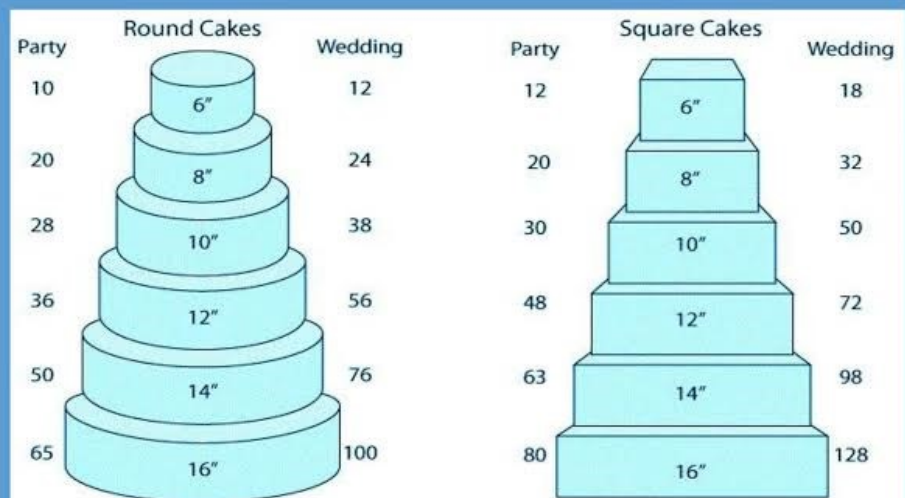 Round Cakes
Party Wedding
10 6" 12
20 8" 24
28 10" 38
36 12" 56
50 14" 76
65 16" 100
Square Cakes
Party Wedding
12 6" 18
20 8" 32
30 10" 50
48 12" 72
63 14" 98
80 16" 128